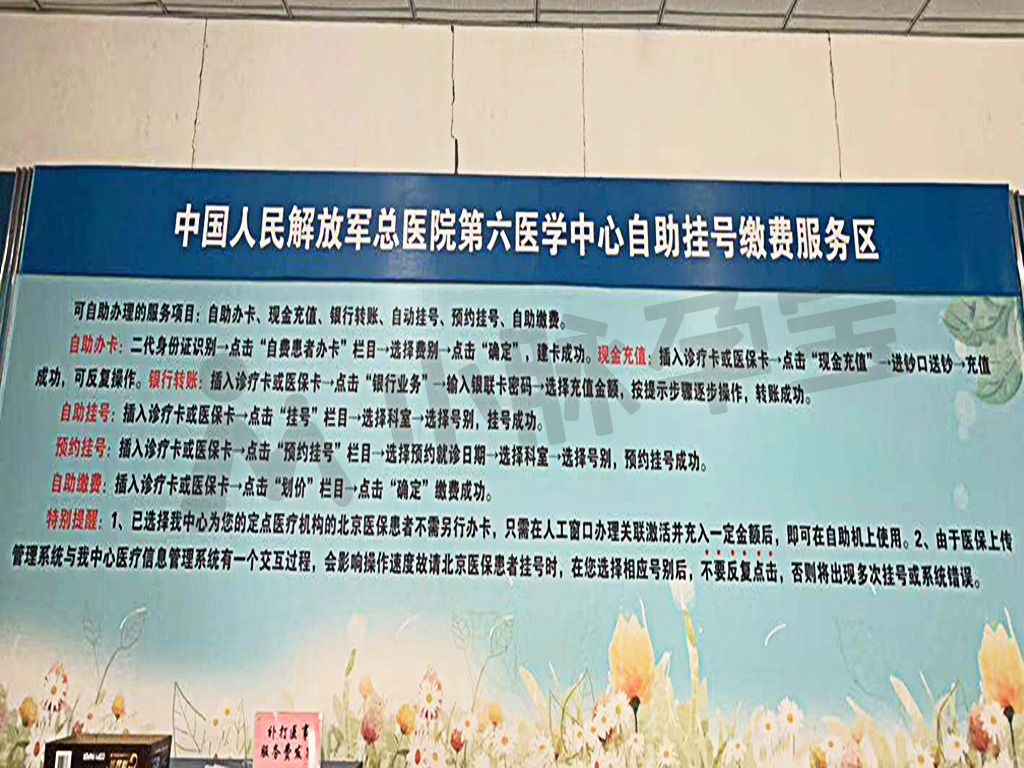 中国人民解放军总医院第六医学中心自助挂号缴费服务区
可自助办理的服务项目：自助办卡、现金充值、银行转账、自动挂号、预约挂号、自助缴费。
自助办卡：二代身份证识别→点击“自费患者办卡”栏目→选择费别→点击“确定”，建卡成功。现金充值：插入诊疗卡或医保卡→点击“现金充值”→进钞口送钞→充值
成功，可反复操作。银行转账：插入诊疗卡或医保卡→点击“银行业务”→输入银联卡密码→选择充值金额，按提示步骤逐步操作，转账成功。
自助挂号：插入诊疗卡或医保卡→点击“挂号”栏目→选择科室→选择号别，挂号成功。
预约挂号：插入诊疗卡或医保卡→点击“预约挂号”栏目→选择预约就诊日期→选择科室→选择号别，预约挂号成功。
自助缴费：插入诊疗卡或医保卡→点击“划价”栏目→点击“确定”缴费成功。
特别提醒：1、已选择我中心为您的定点医疗机构的北京医保患者不需另行办卡，只需在人工窗口办理关联激活并充入一定金额后，即可在自助机上使用。2、由于医保上传
管理系统与我中心医疗信息管理系统有一个交互过程，会影响操作速度故请北京医保患者挂号时，在您选择相应号别后，不要反复点击，否则将出现多次挂号或系统错误。
小脉孕宝
补打医事
服务费发